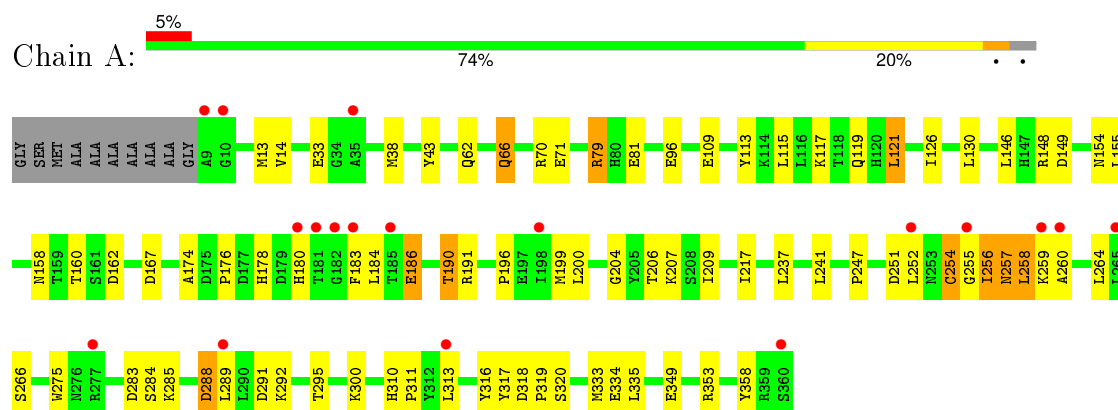 5%
Chain A:
74% 20% • •
GLY SER MET ALA ALA ALA ALA ALA ALA GLY A9 G10 M13 V14 E33 G34 A35 M38 Y43 Q62 Q66 R70 E71 R79 H80 E81 E96 E109 Y113 K114 L115 L116 K117 T118 Q119 H120 L121 I126 L130 L146 H147 R148 D149 N154 L155
N158 T159 T160 S161 D162 D167 A174 D175 P176 D177 H178 D179 H180 T181 G182 F183 L184 T185 E186 T190 R191 P196 E197 I198 M199 L200 G204 Y205 T206 K207 S208 I209 I217 L237 L241 P247 D251 L252 N253 C254 G255 I256 N257 L258 K259 A260 L264 L265
S266 W275 N276 R277 D283 S284 K285 D288 L289 L290 D291 K292 T295 K300 H310 P311 Y312 L313 Y316 Y317 D318 P319 S320 M333 E334 L335 E349 R353 Y358 R359 S360